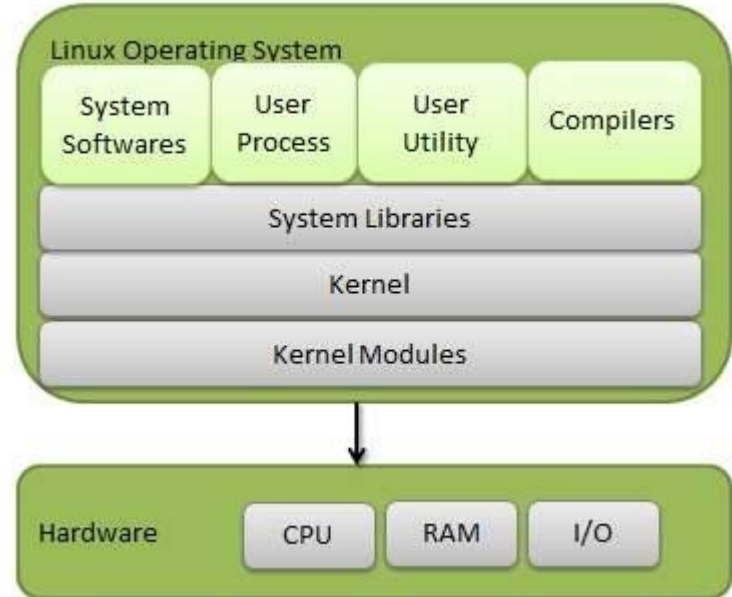 Linux Operating System
System
Softwares
User
Process
User
Utility
Compilers
System Libraries
Kernel
Kernel Modules
Hardware
CPU
RAM
I/O